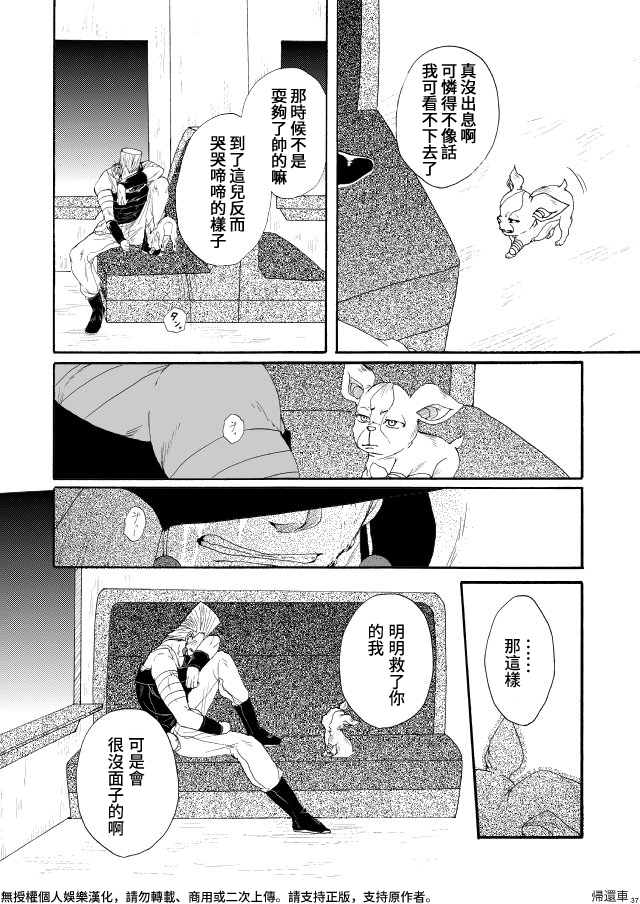 真沒出息啊
可憐得不像話
我可看不下去了
那時候不是
耍夠了帥的嘛
到了這兒反而
哭哭啼啼的樣子
……
那這樣
明明救了你
的我
可是會
很沒面子的啊
無授權個人娛樂漢化，請勿轉載、商用或二次上傳。請支持正版，支持原作者。
帰還車
37